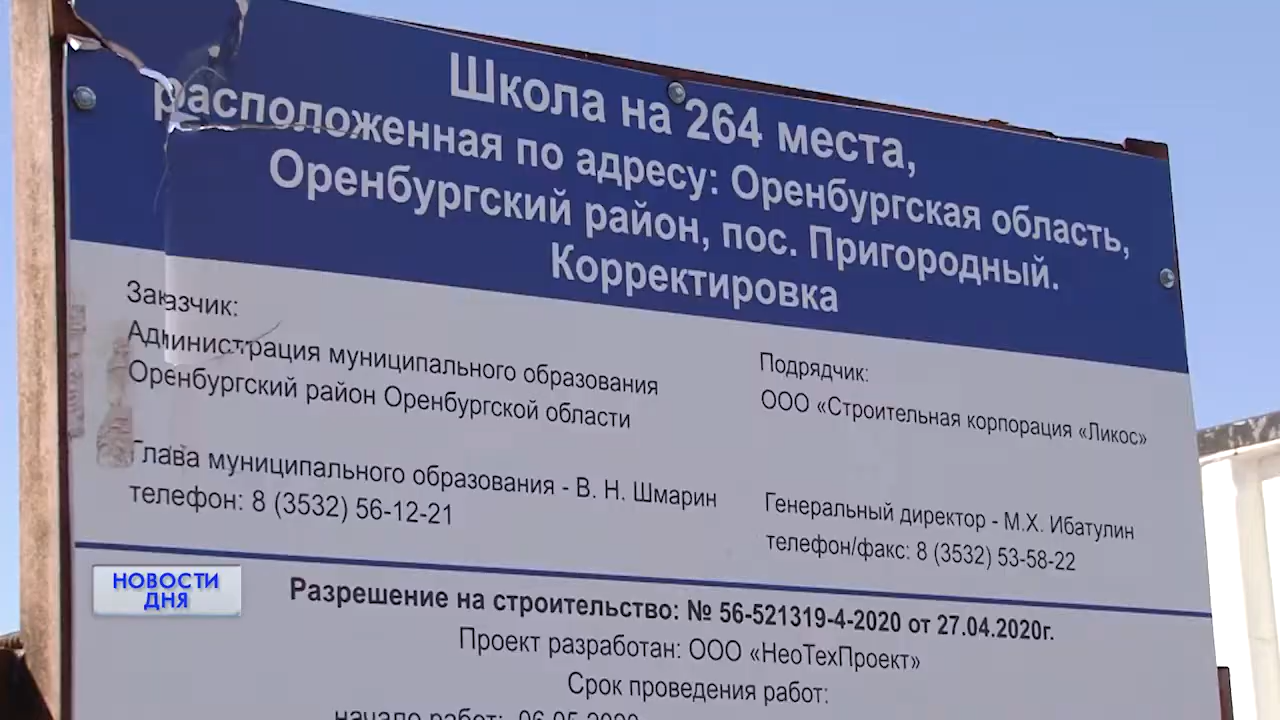 Школа на 264 места,
расположенная по адресу: Оренбургская область,
Оренбургский район, пос. Пригородный.
Корректировка
Заказчик:
Администрация муниципального образования
Оренбургский район Оренбургской области
Глава муниципального образования - В. Н. Шмарин
телефон: 8 (3532) 56-12-21
Подрядчик:
ООО «Строительная корпорация «Ликос»
Генеральный директор - М.Х. Ибатулин
телефон/факс: 8 (3532) 53-58-22
НОВОСТИ
ДНЯ
Разрешение на строительство: № 56-521319-4-2020 от 27.04.2020г.
Проект разработан: ООО «НеоТехПроект»
Срок проведения работ:
начало работ: 06.05.2020